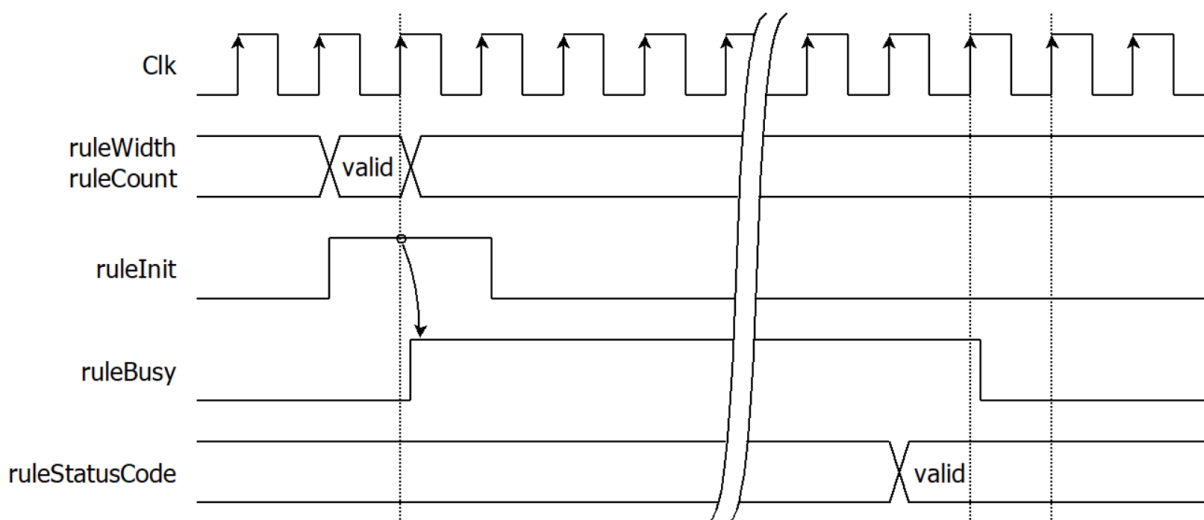 Clk
ruleWidth
ruleCount
valid
ruleInit
ruleBusy
ruleStatusCode
valid